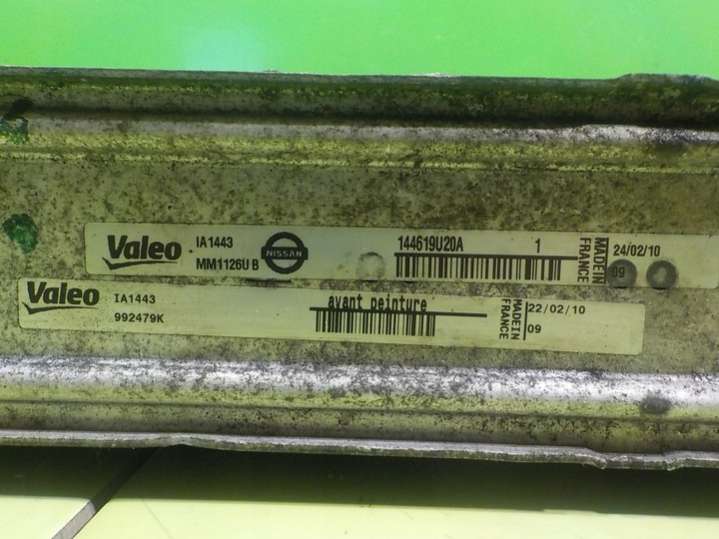 Valeo IA1443 NISSAN 144619U20A 1 MADE IN FRANCE 24/02/10
MM1126U B 09
Valeo IA1443 avant peinture MADE IN FRANCE 22/02/10
992479K 09